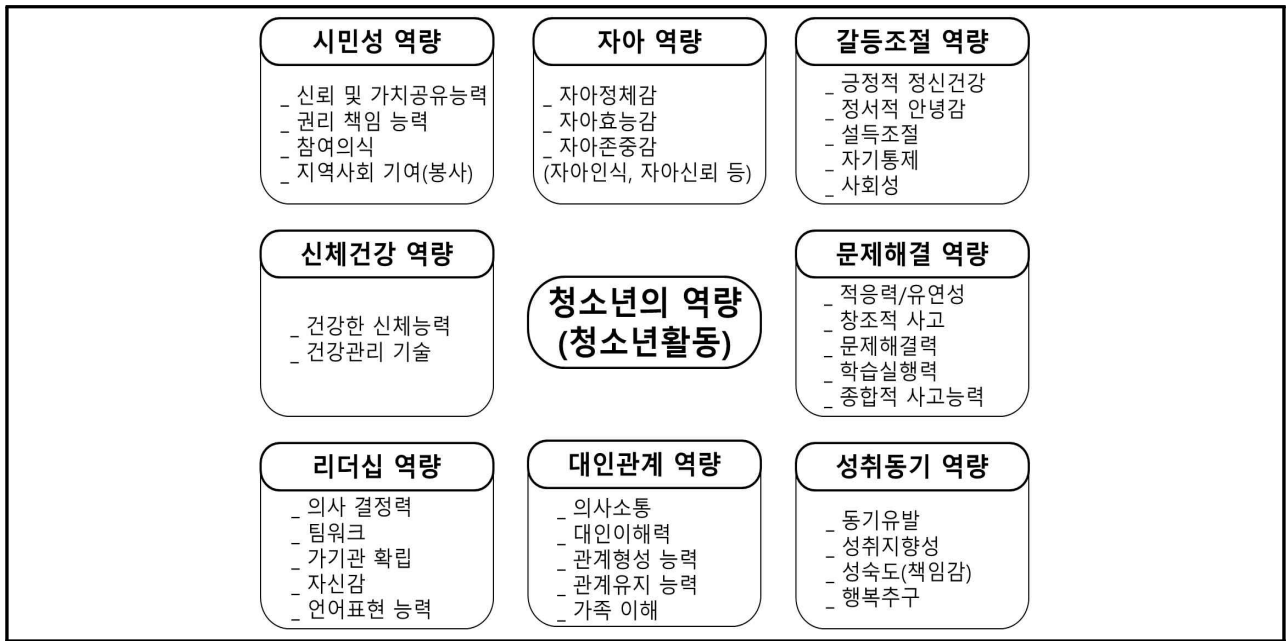 시민성 역량
_ 신뢰 및 가치공유능력
_ 권리 책임 능력
_ 참여의식
_ 지역사회 기여(봉사)
자아 역량
_ 자아정체감
_ 자아효능감
_ 자아존중감
(자아인식, 자아신뢰 등)
갈등조절 역량
_ 긍정적 정신건강
_ 정서적 안녕감
_ 설득조절
_ 자기통제
_ 사회성
신체건강 역량
_ 건강한 신체능력
_ 건강관리 기술
청소년의 역량
(청소년활동)
문제해결 역량
_ 적응력/유연성
_ 창조적 사고
_ 문제해결력
_ 학습실행력
_ 종합적 사고능력
리더십 역량
_ 의사 결정력
_ 팀워크
_ 가기관 확립
_ 자신감
_ 언어표현 능력
대인관계 역량
_ 의사소통
_ 대인이해력
_ 관계형성 능력
_ 관계유지 능력
_ 가족 이해
성취동기 역량
_ 동기유발
_ 성취지향성
_ 성숙도(책임감)
_ 행복추구